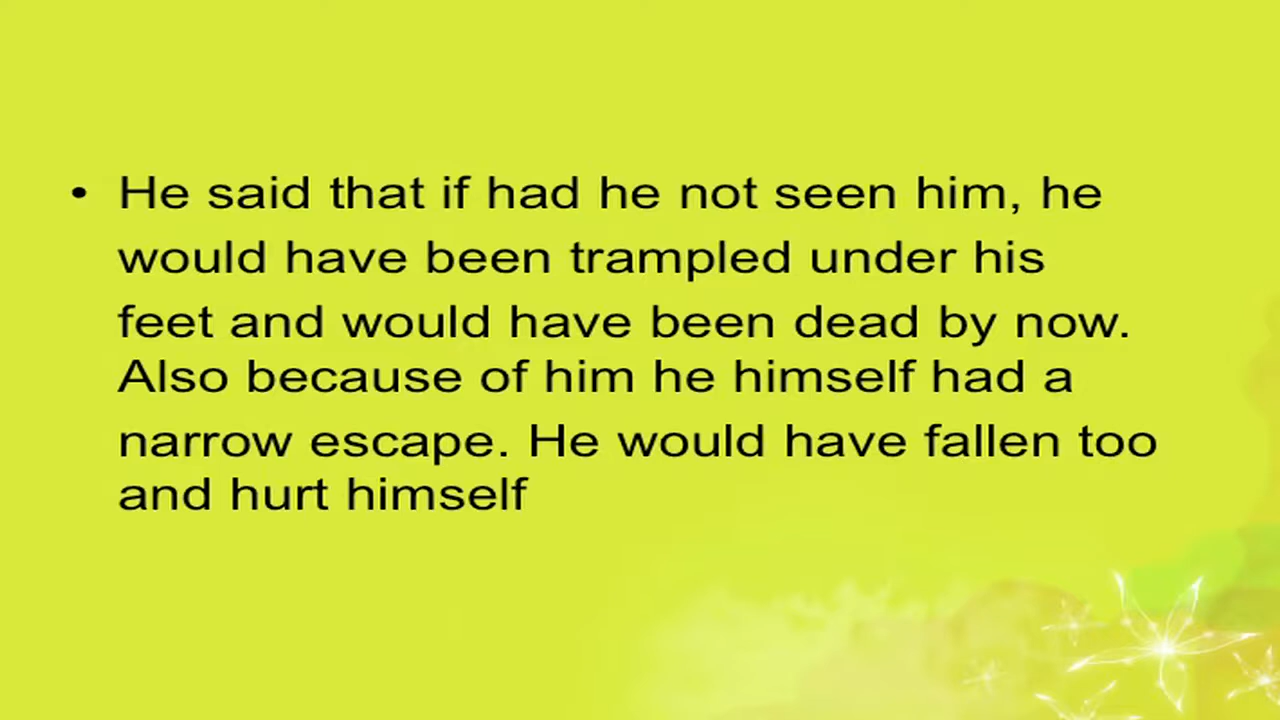 • He said that if had he not seen him, he
would have been trampled under his
feet and would have been dead by now.
Also because of him he himself had a
narrow escape. He would have fallen too
and hurt himself